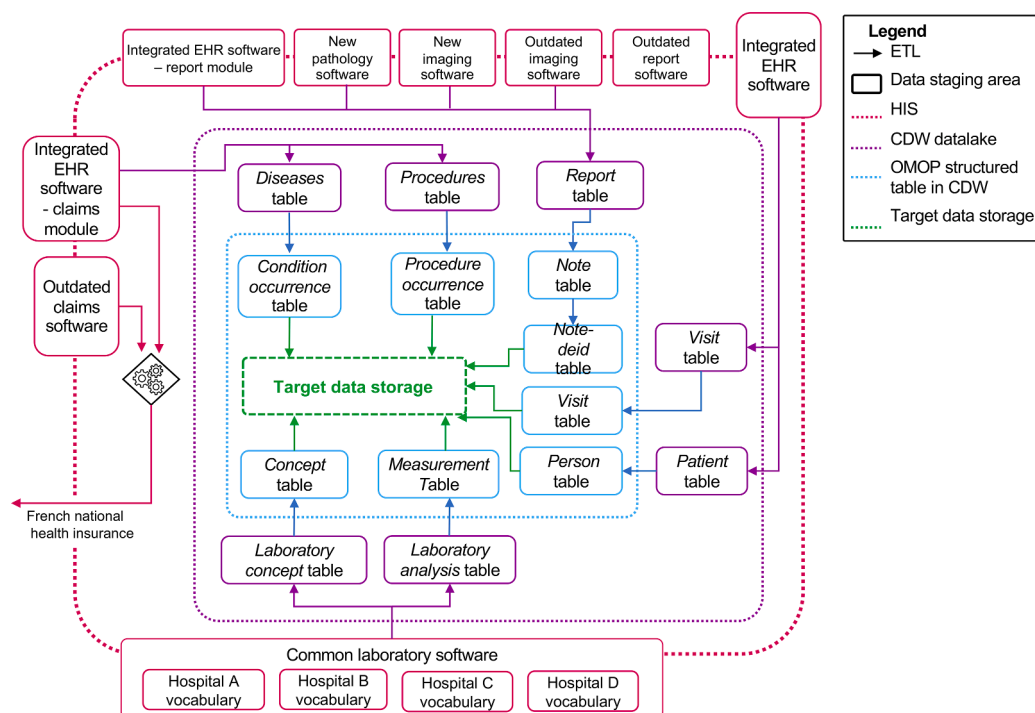 Integrated EHR software
– report module
New
pathology
software
New
imaging
software
Outdated
imaging
software
Outdated
report
software
Integrated
EHR
software
Legend
ETL
Data staging area
HIS
CDW datalake
OMOP structured
table in CDW
Target data storage
Integrated
EHR
software
- claims
module
Outdated
claims
software
Diseases
table
Procedures
table
Report
table
Condition
occurrence
table
Procedure
occurrence
table
Note
table
Note-
deid
table
Visit
table
Target data storage
Visit
table
Concept
table
Measurement
Table
Person
table
Patient
table
French national
health insurance
Laboratory
concept table
Laboratory
analysis table
Common laboratory software
Hospital A
vocabulary
Hospital B
vocabulary
Hospital C
vocabulary
Hospital D
vocabulary